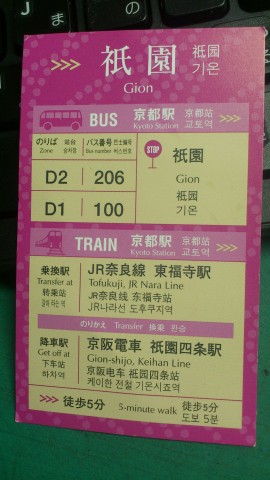 >>> 祇園 祇园
기온
Gion
BUS 京都駅 京都站 >>>
Kyoto Station 교토역
のりば 站台 バス番号 巴士编号
Zone 승차장 Bus number 버스번호
D2 206
D1 100
STOP 祇園
Gion
祇园
기온
TRAIN 京都駅 京都站 >>>
Kyoto Station 교토역
乗換駅 JR奈良線 東福寺駅
Transfer at Tofukuji, JR Nara Line
转乘站 JR奈良线 东福寺站
갈아타는 역 JR나라선 도후쿠지역
のりかえ Transfer 换乘 환승
降車駅 京阪電車 祇園四条駅
Get off at Gion-shijo, Keihan Line
下车站 京阪电车 祇园四条站
하차역 케이한 전철 기온시죠역
>>> 徒歩5分 5-minute walk 徒步5分
도보 5분